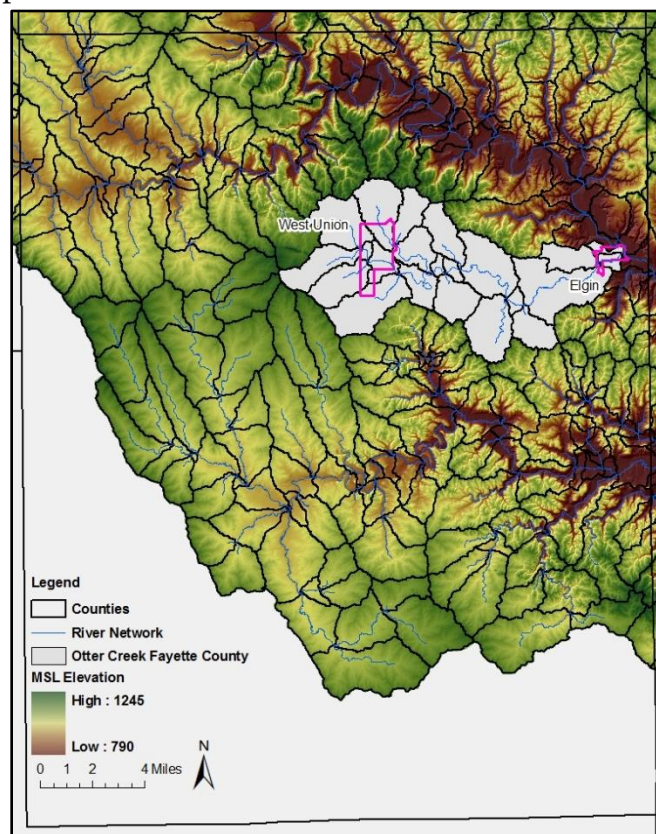 West Union
Elgin
Legend
Counties
River Network
Otter Creek Fayette County
MSL Elevation
High : 1245
Low : 790
N
0 1 2 4 Miles